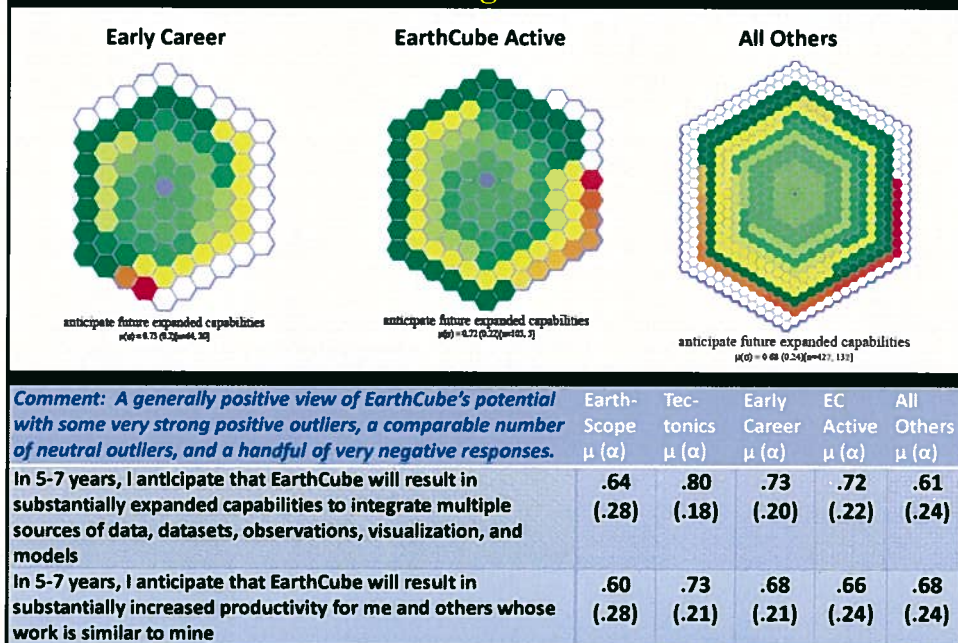 Early Career
EarthCube Active
All Others
anticipate future expanded capabilities
anticipate future expanded capabilities
anticipate future expanded capabilities
μ(σ) = 0.68 (0.24)[n=427, 132]
Comment: A generally positive view of EarthCube's potential with some very strong positive outliers, a comparable number of neutral outliers, and a handful of very negative responses.
Earth-Scope μ (α)
Tec-tonics μ (α)
Early Career μ (α)
EC Active μ (α)
All Others μ (α)
In 5-7 years, I anticipate that EarthCube will result in
substantially expanded capabilities to integrate multiple
sources of data, datasets, observations, visualization, and
models
.64 .80 .73 .72 .61
(.28) (.18) (.20) (.22) (.24)
In 5-7 years, I anticipate that EarthCube will result in
substantially increased productivity for me and others whose
work is similar to mine
.60 .73 .68 .66 .68
(.28) (.21) (.21) (.24) (.24)